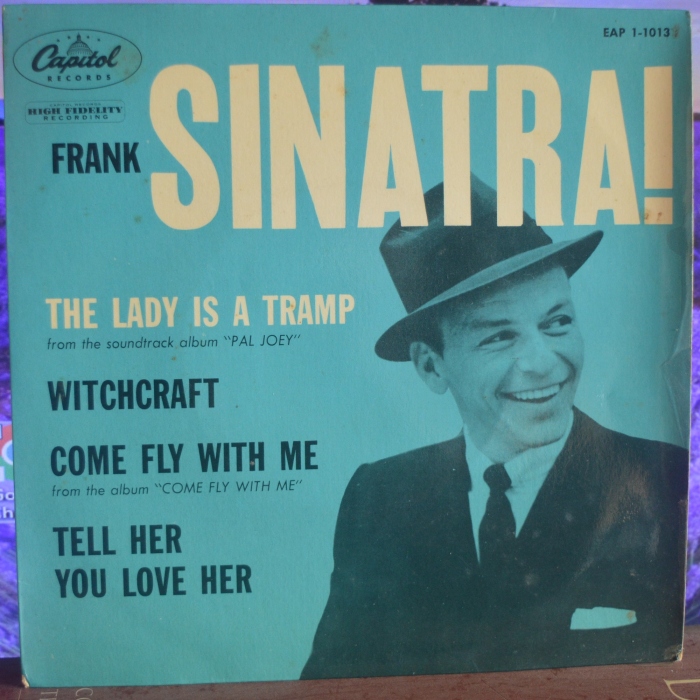 EAP 1-1013
Capitol
RECORDS
HIGH FIDELITY
RECORDING
FRANK SINATRA!
THE LADY IS A TRAMP
from the soundtrack album "PAL JOEY"
WITCHCRAFT
COME FLY WITH ME
from the album "COME FLY WITH ME"
TELL HER
YOU LOVE HER